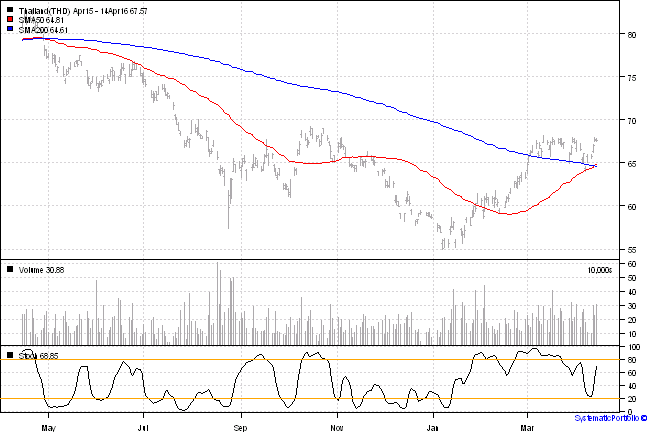 Thailand(THD) Apr15 - 14Apr16 67.57
SMA50 64.81
SMA200 64.61
80
75
70
65
60
55
Volume 30.88
10,000s
60
50
40
30
20
10
Stoch 68.85
100
80
60
40
20
0
May
Jul
Sep
Nov
Jan
Mar
SystematicPortfolio ©